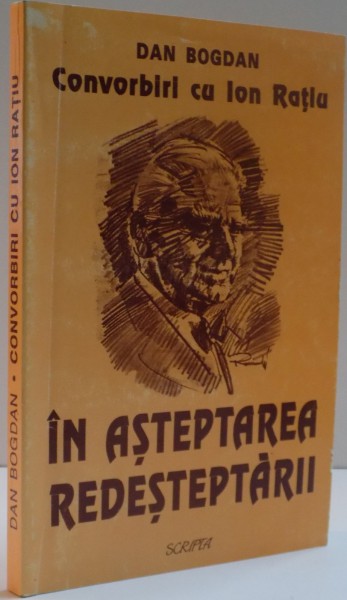 DAN BOGDAN
Convorbiri cu Ion Rațiu
ÎN AȘTEPTAREA
REDEȘTEPTĂRII
SCRIPTA
DAN BOGDAN • CONVORBIRI CU ION RAȚIU